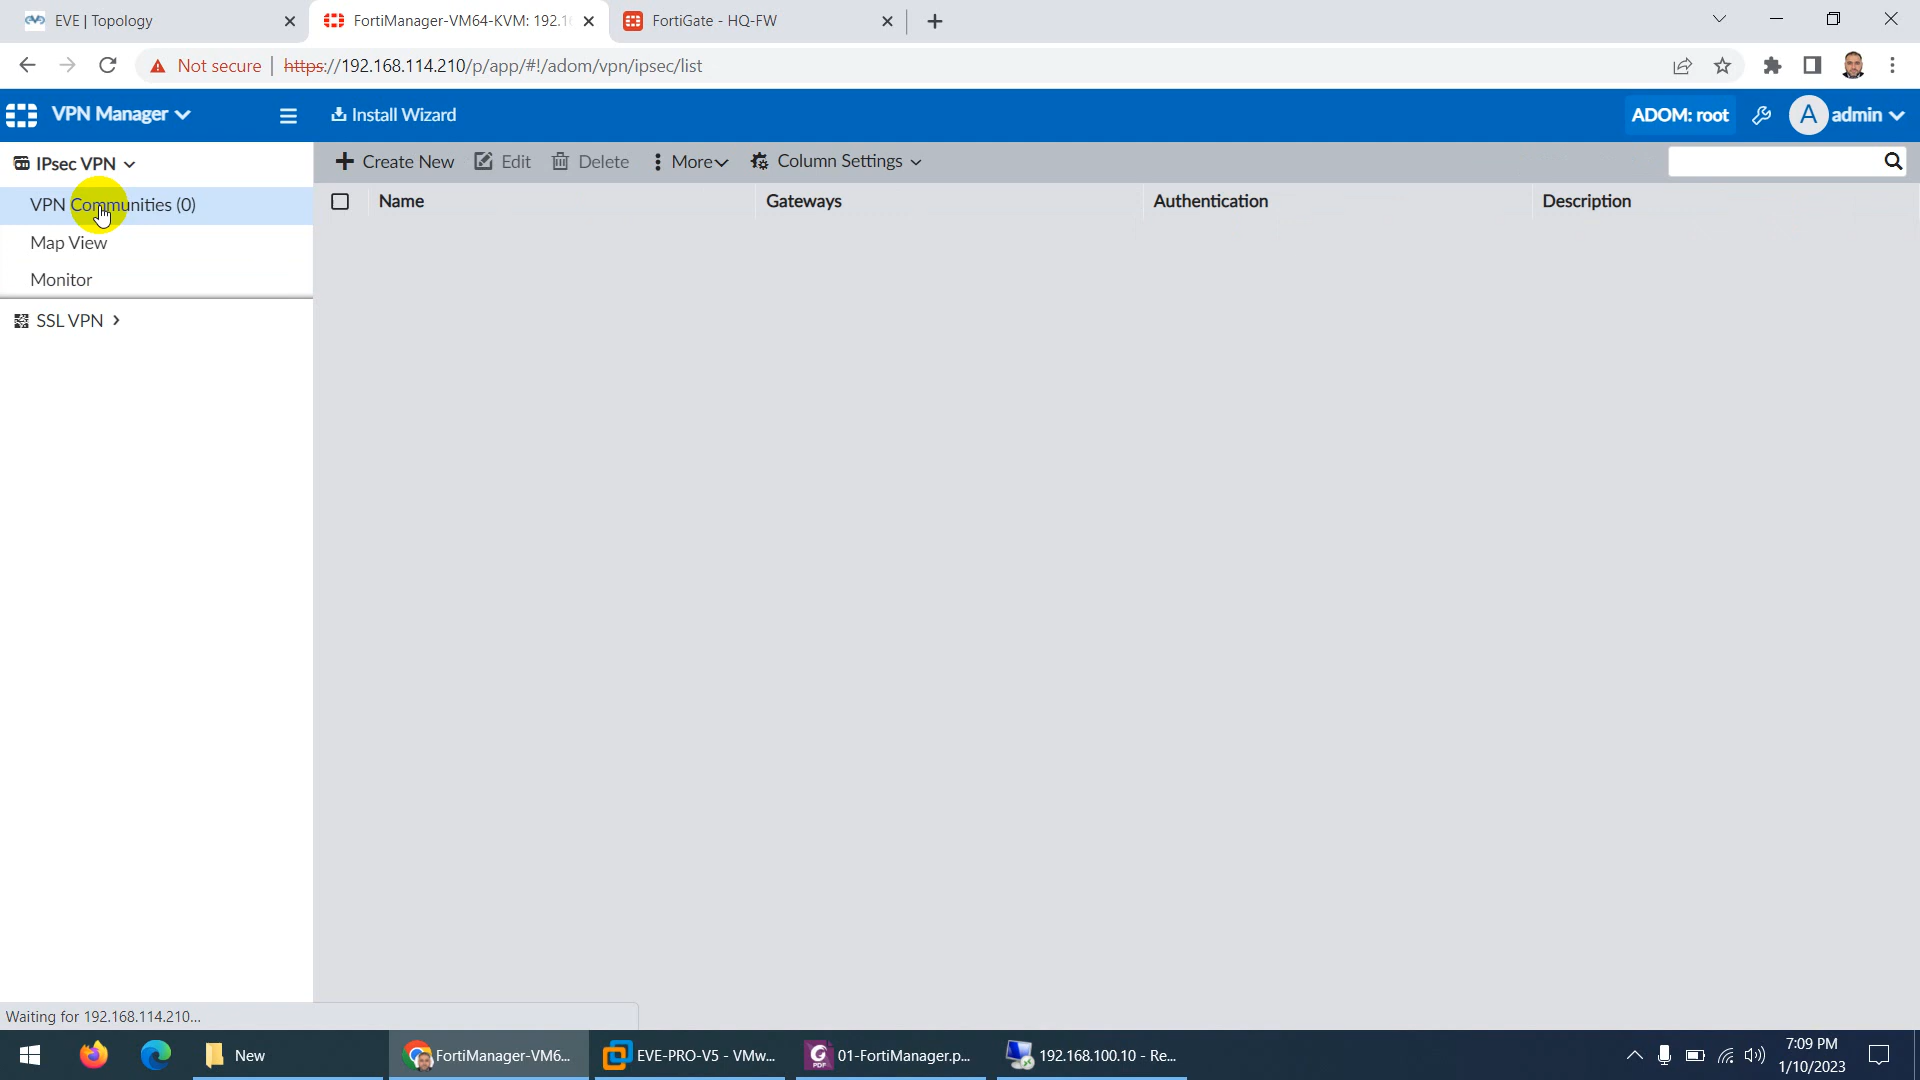 EVE | Topology
FortiManager-VM64-KVM: 192.1
FortiGate - HQ-FW
Not secure
https://192.168.114.210/p/app/#!/adom/vpn/ipsec/list
VPN Manager
Install Wizard
ADOM: root
A
admin
IPsec VPN
Create New
Edit
Delete
More
Column Settings
VPN Communities (0)
Name
Gateways
Authentication
Description
Map View
Monitor
SSL VPN
Waiting for 192.168.114.210...
New
FortiManager-VM6...
EVE-PRO-V5 - VMw...
PDF
01-FortiManager.p...
192.168.100.10 - Re...
7:09 PM
1/10/2023